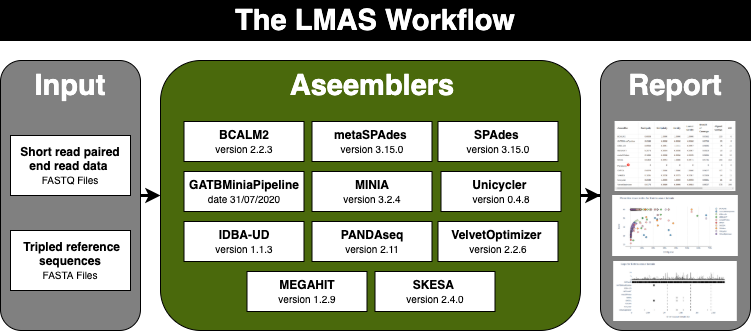 The LMAS Workflow
Input
Short read paired
end read data
FASTQ Files
Tripled reference
sequences
FASTA Files
Aseemblers
BCALM2
version 2.2.3
metaSPAdes
version 3.15.0
SPAdes
version 3.15.0
GATBMiniaPipeline
date 31/07/2020
MINIA
version 3.2.4
Unicycler
version 0.4.8
IDBA-UD
version 1.1.3
PANDAseq
version 2.11
VelvetOptimizer
version 2.2.6
MEGAHIT
version 1.2.9
SKESA
version 2.4.0
Report